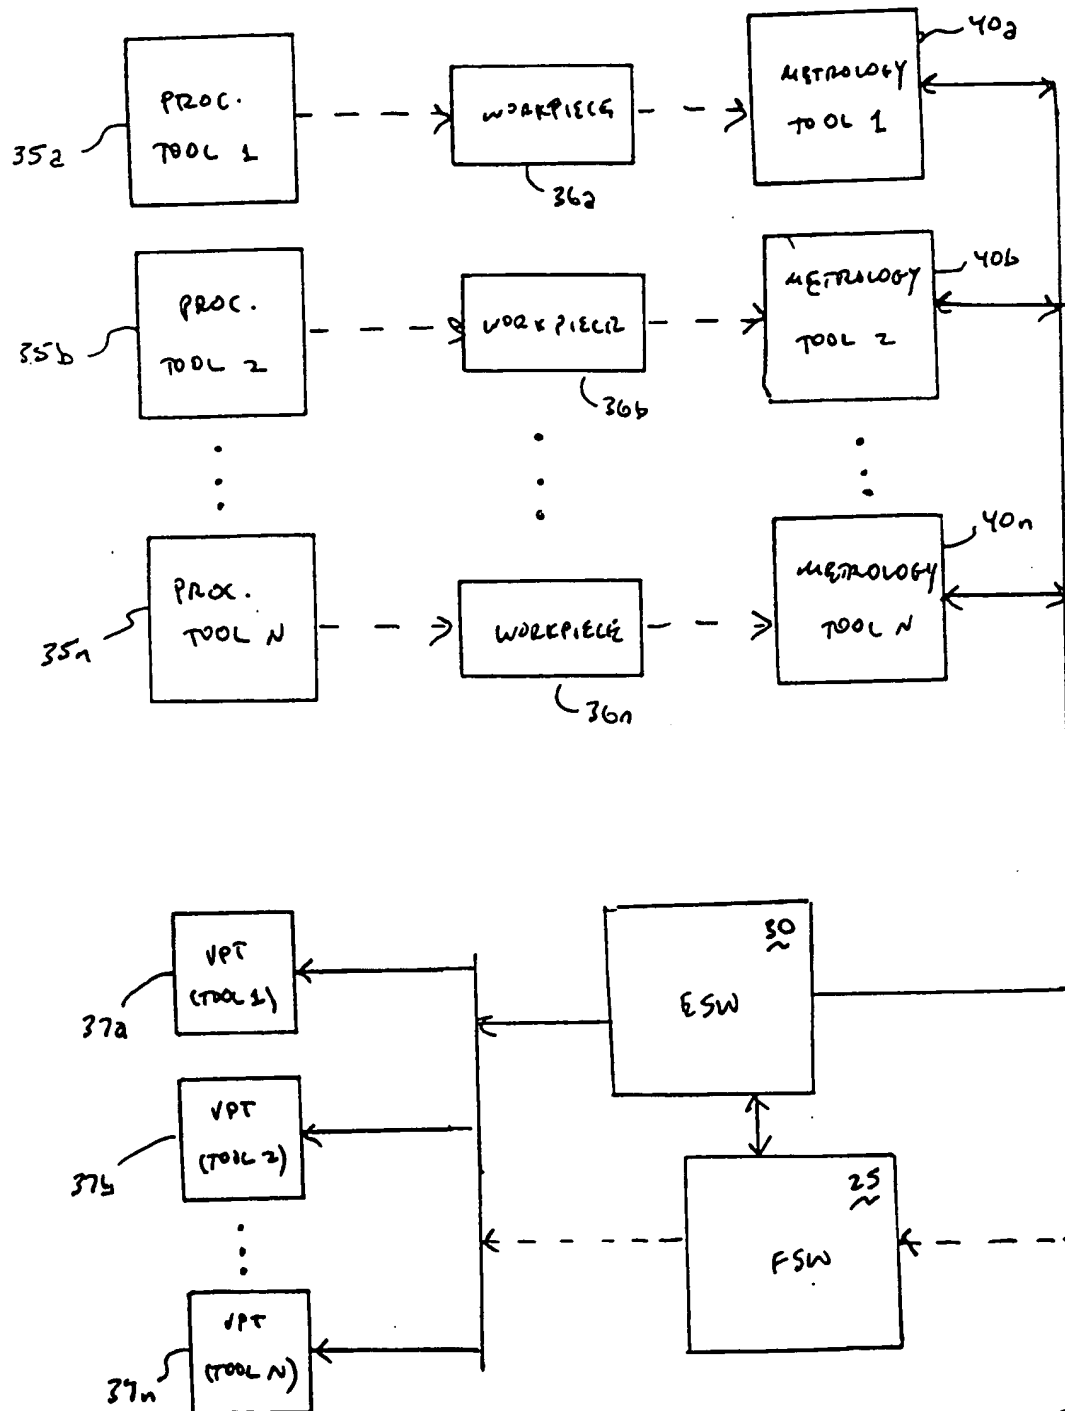 40a
PROC.
TOOL 1
WORKPIECE
METROLOGY
TOOL 1
35a
36a
40b
PROC.
TOOL 2
WORKPIECE
METROLOGY
TOOL 2
35b
36b
40n
PROC.
TOOL N
WORKPIECE
METROLOGY
TOOL N
35n
36n
30
VPT
(TOOL 1)
ESW
37a
VPT
(TOOL 2)
37b
25
FSW
VPT
(TOOL N)
37n